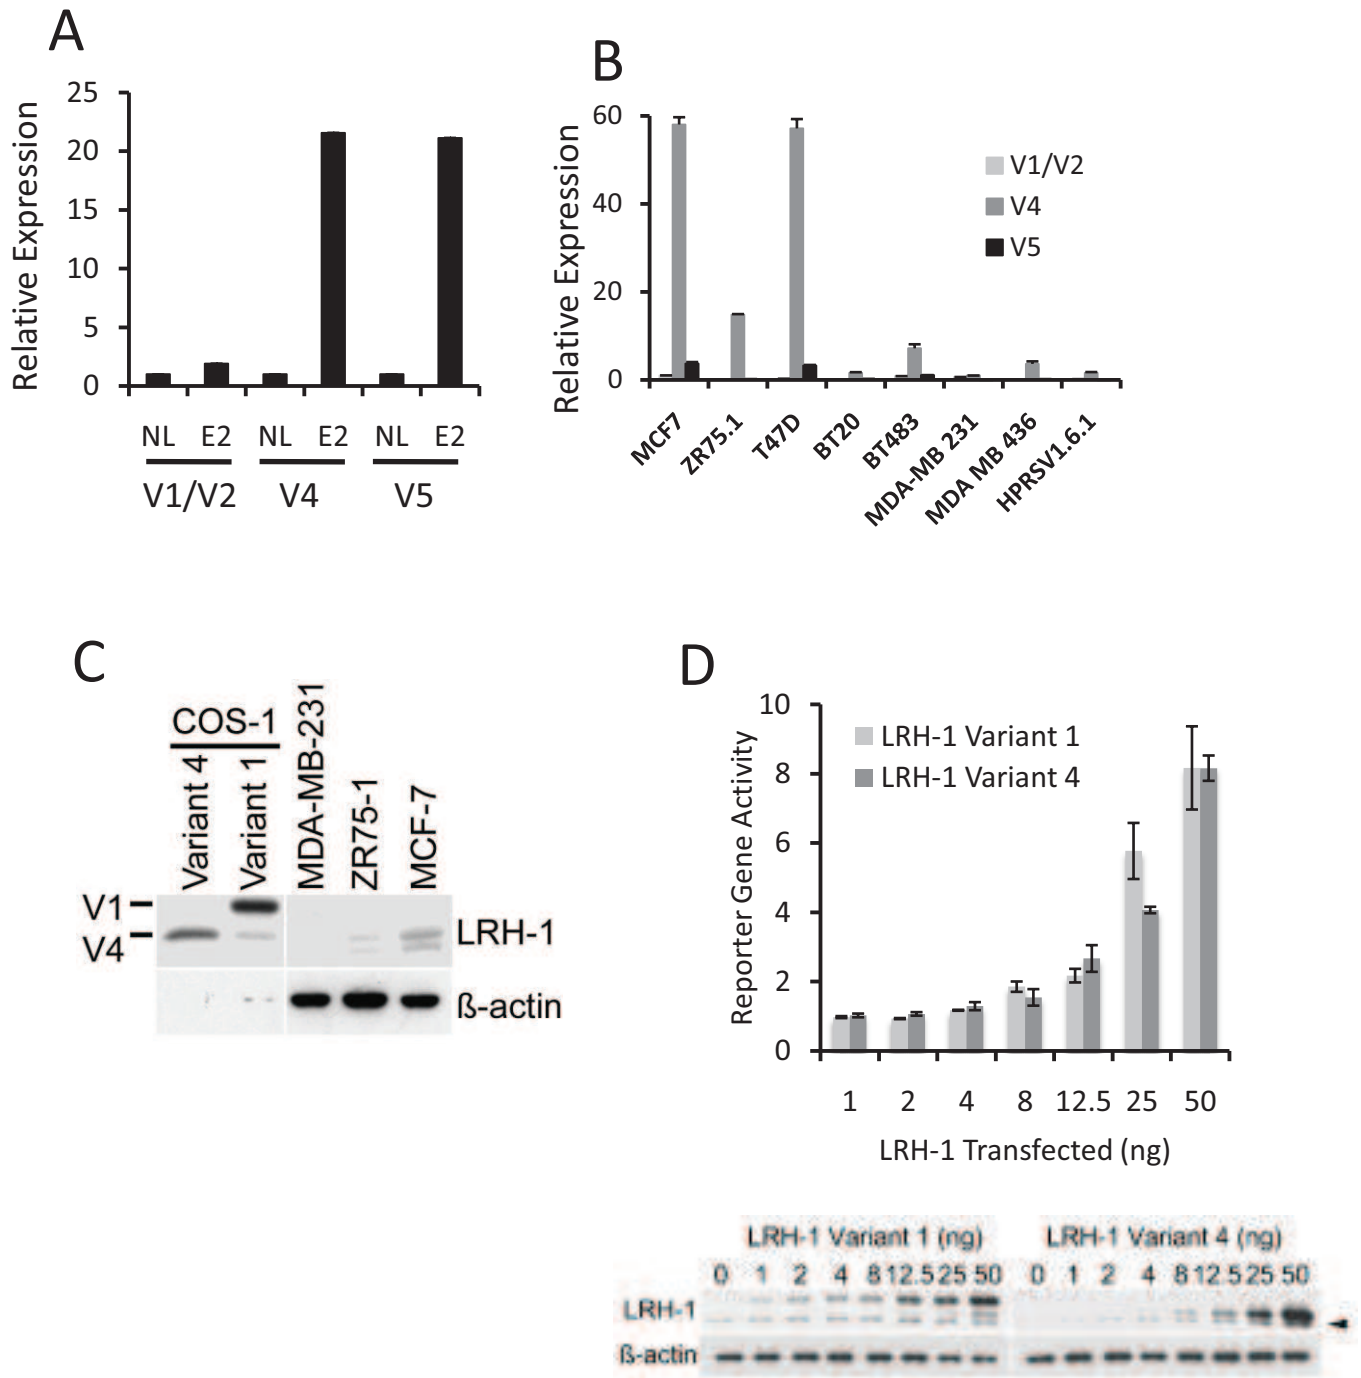 A
Relative Expression
25
20
15
10
5
0
NL E2 NL E2 NL E2
V1/V2 V4 V5
B
Relative Expression
60
40
20
0
V1/V2
V4
V5
MCF7
ZR75.1
T47D
BT20
BT483
MDA-MB 231
MDA MB 436
HPRSV1.6.1
C
COS-1
Variant 4
Variant 1
MDA-MB-231
ZR75-1
MCF-7
V1
V4
LRH-1
ß-actin
D
Reporter Gene Activity
10
8
6
4
2
0
LRH-1 Variant 1
LRH-1 Variant 4
1 2 4 8 12.5 25 50
LRH-1 Transfected (ng)
LRH-1 Variant 1 (ng) LRH-1 Variant 4 (ng)
0 1 2 4 8 12.5 25 50 0 1 2 4 8 12.5 25 50
LRH-1
ß-actin